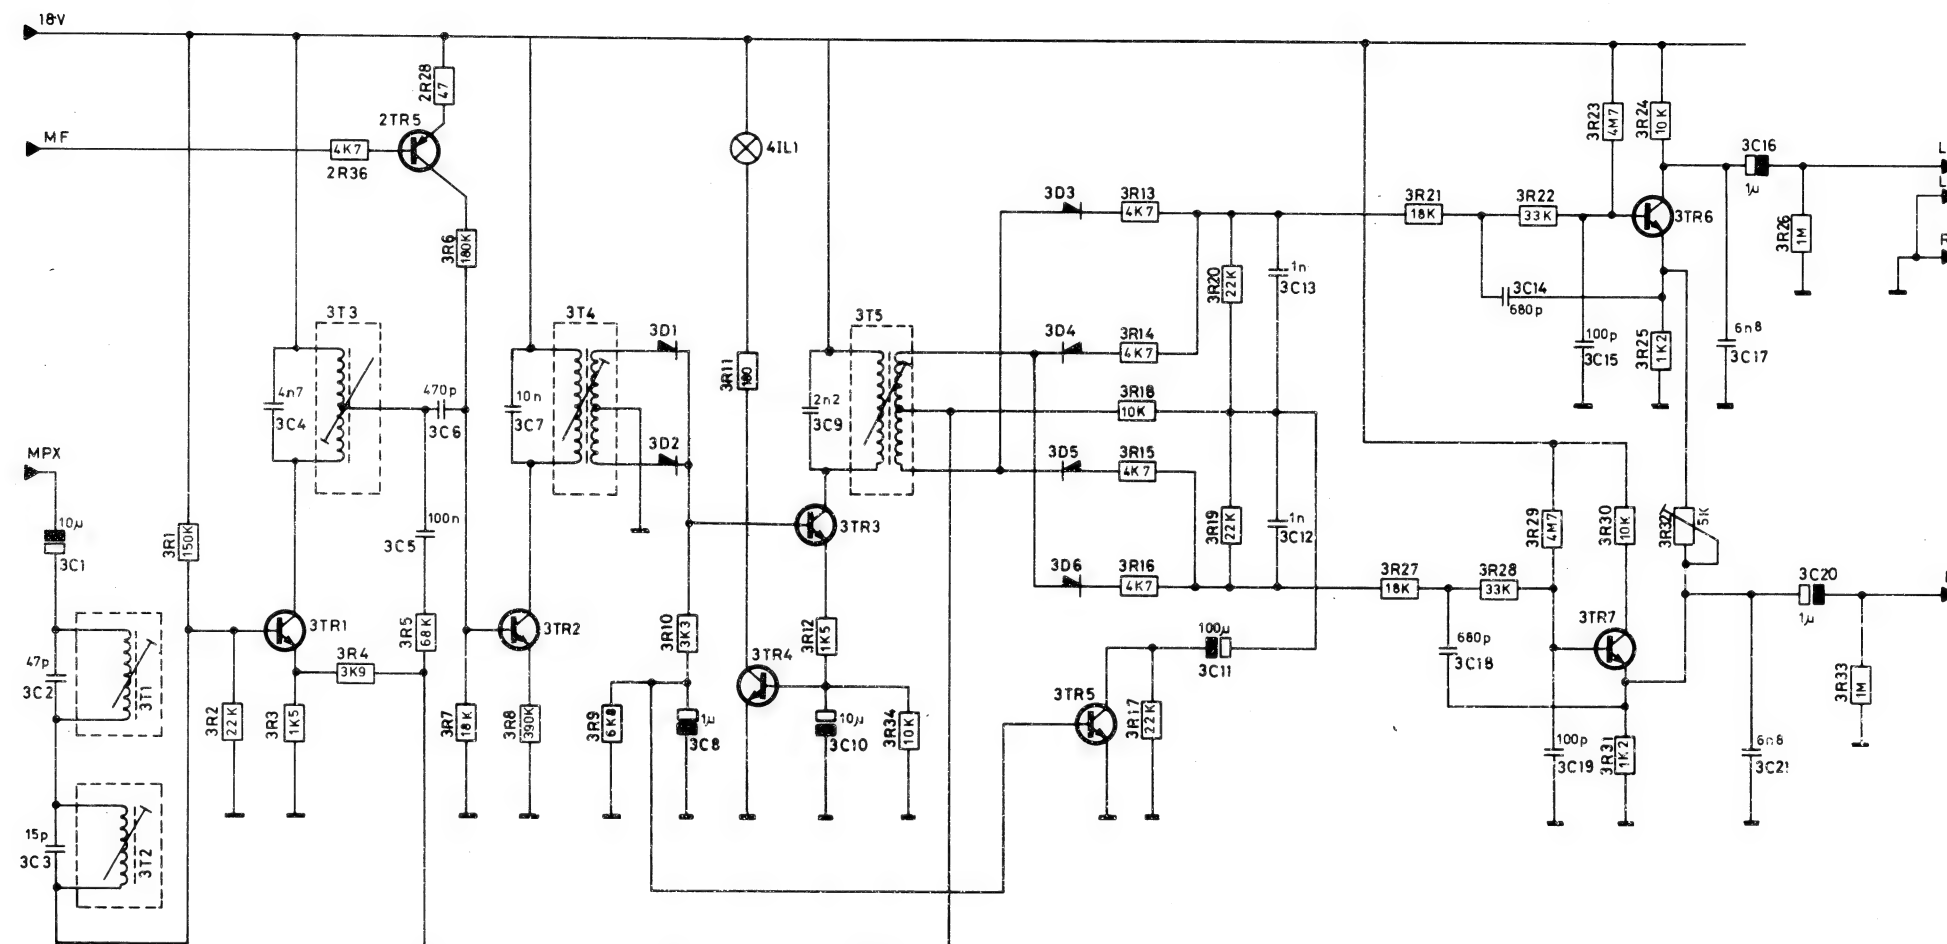 18V
2R28
47
MF
2TR5
4K7
2R36
4IL1
3R6
180K
3D3
3R13
4K7
3R21
18K
3R22
33K
3R23
4M7
3R24
10K
3C16
1µ
3TR6
3R26
1M
L
L
R
3R20
22K
1n
3C13
3C14
680p
100p
3C15
3R25
1K2
6n8
3C17
3T3
4n7
3C4
470p
3C6
3T4
10n
3C7
3D1
3D2
3R11
180
3T5
2n2
3C9
3D4
3R14
4K7
3R18
10K
3D5
3R15
4K7
MPX
10µ
3C1
3R1
150K
100n
3C5
3TR3
3R19
22K
1n
3C12
3R29
4M7
3R30
10K
3R32
5K
3D6
3R16
4K7
3R27
18K
3R28
33K
3C20
1µ
3TR1
3R5
68K
3R4
3K9
3TR2
3R10
3K3
3R12
1K5
3TR4
100µ
3C11
680p
3C18
3TR7
3R33
1M
47p
3C2
3T1
3R2
22K
3R3
1K5
3R7
18K
3R8
390K
3R9
6K8
1µ
3C8
10µ
3C10
3R34
10K
3TR5
3R17
22K
100p
3C19
3R31
1K2
6n8
3C21
15p
3C3
3T2